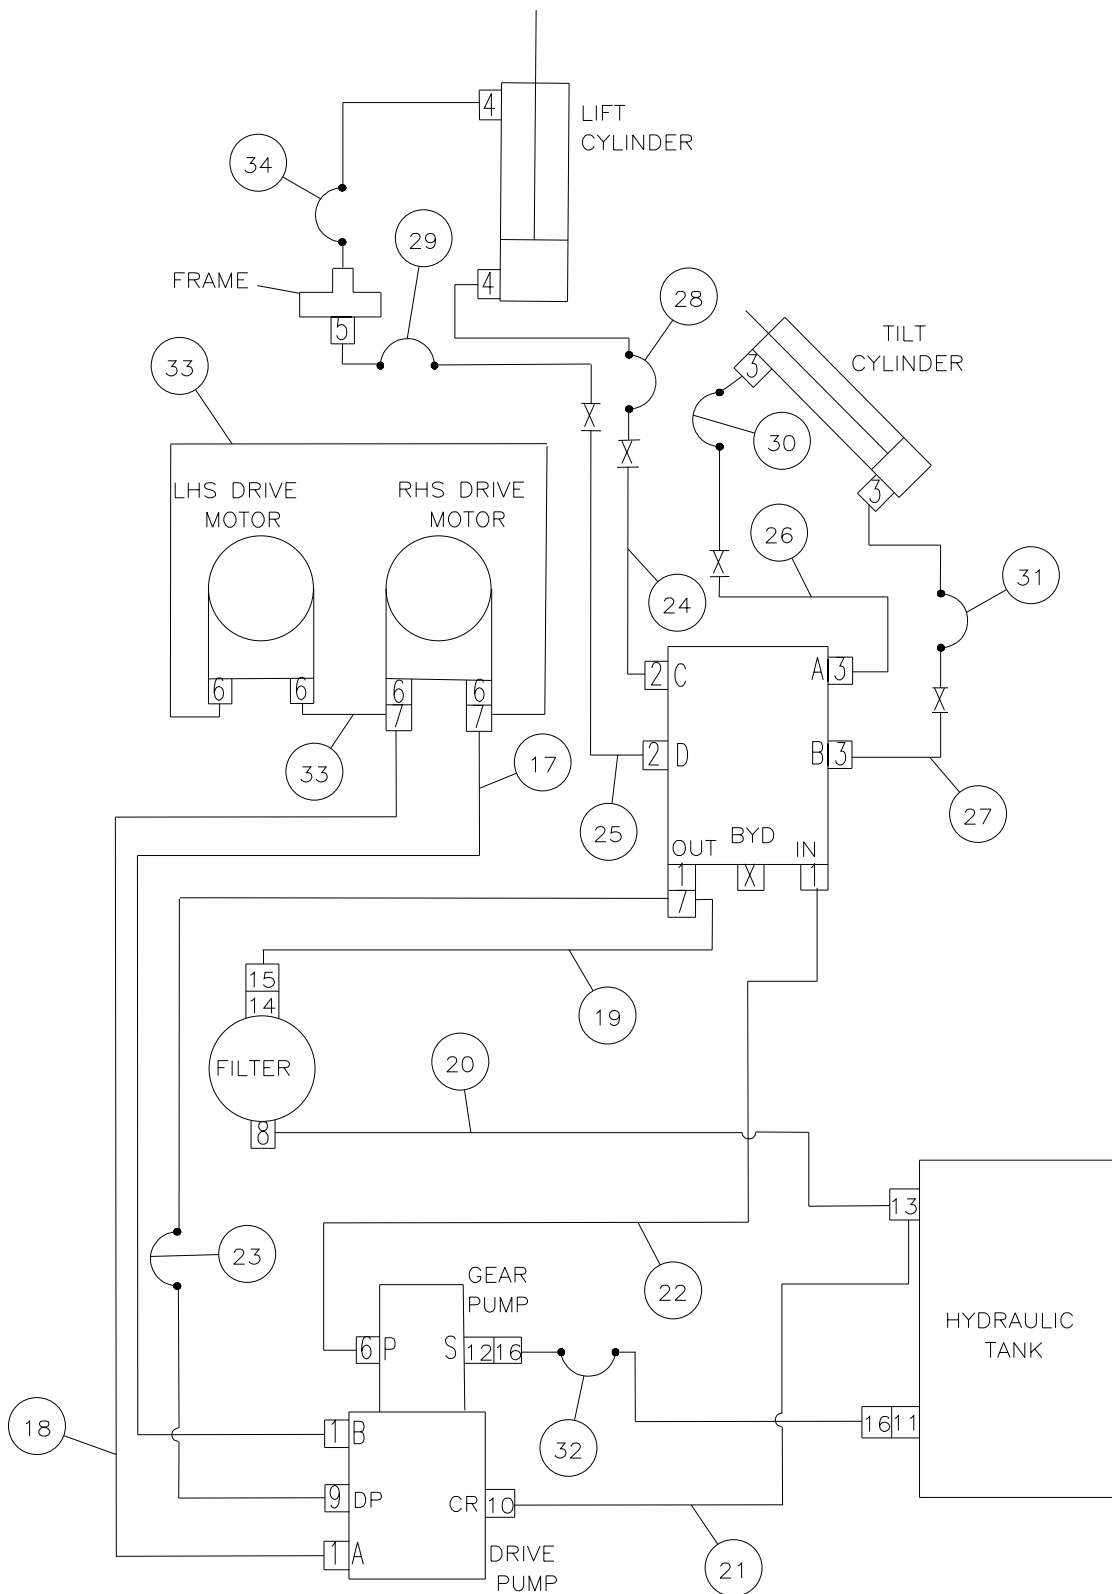 4
LIFT
CYLINDER
34
29
FRAME
4
28
5
TILT
CYLINDER
33
3
30
LHS DRIVE
MOTOR
RHS DRIVE
MOTOR
3
26
31
24
6
6
6
6
7
7
2
C
A
3
33
17
2
D
B
3
25
27
BYD
OUT
IN
1
X
1
7
15
14
19
FILTER
20
8
13
23
GEAR
PUMP
22
HYDRAULIC
TANK
6
P
S
12
16
18
1
B
32
16
11
9
DP
CR
10
1
A
DRIVE
PUMP
21